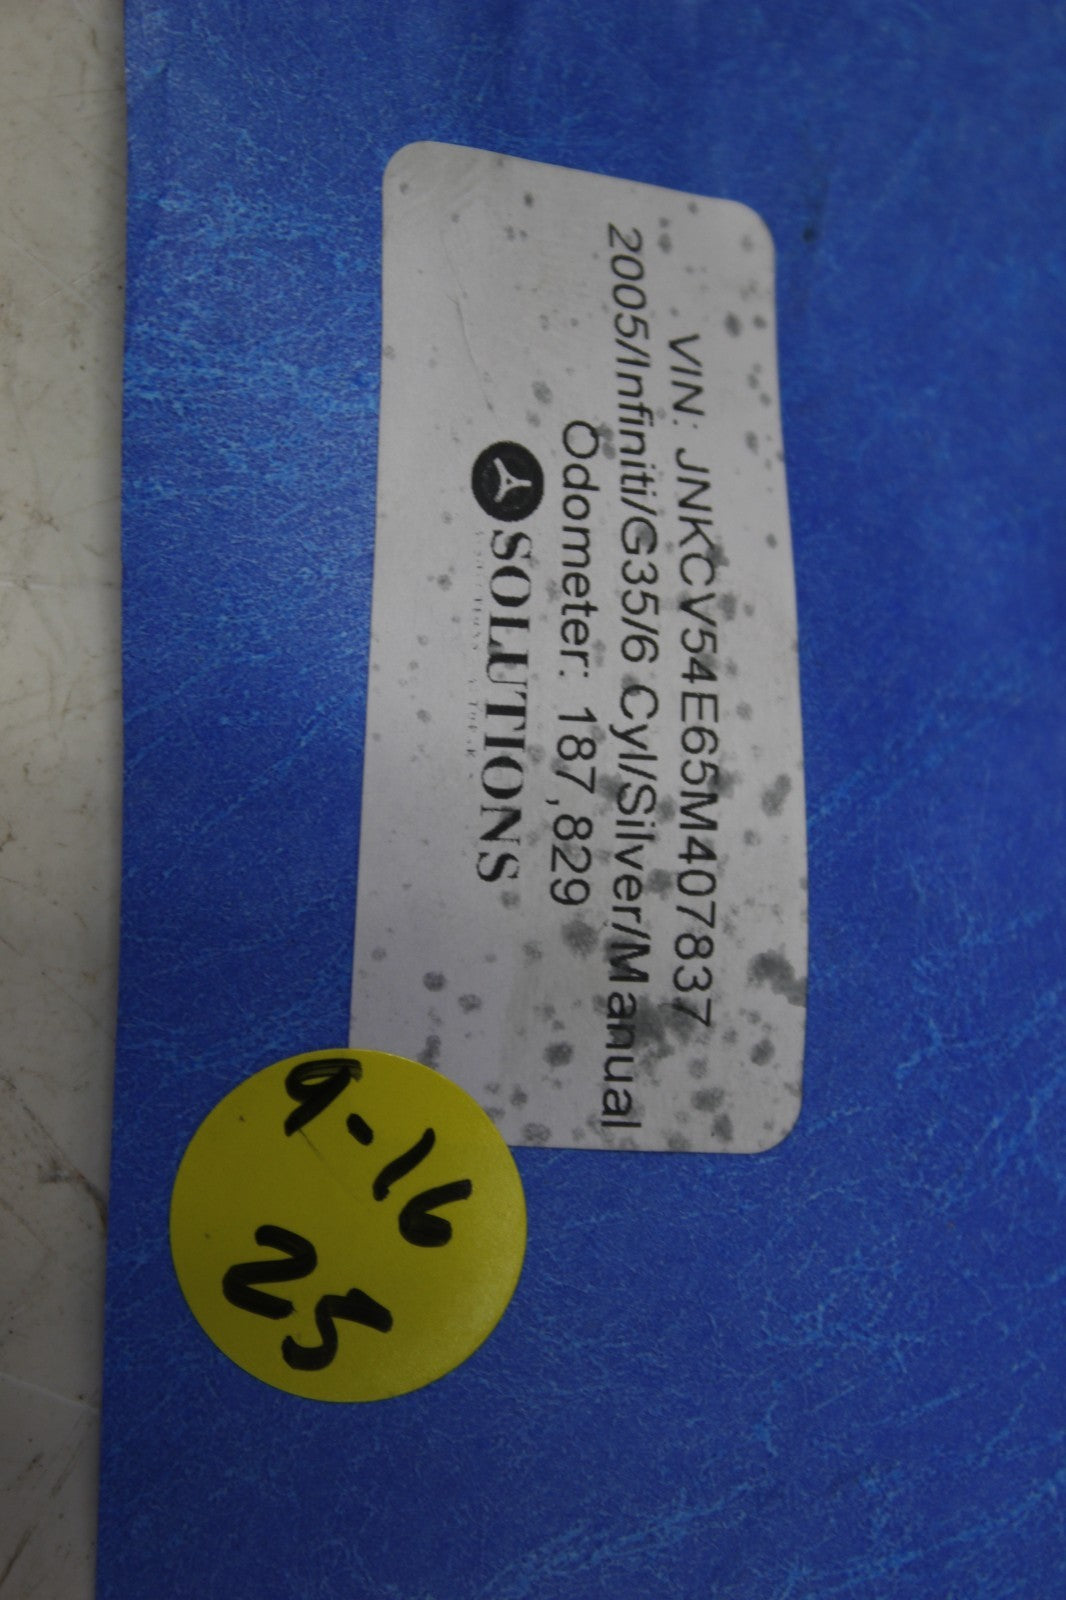 VIN: JNKCV54E65M407837
2005/Infiniti/G35/6 Cyl/Silver/Manual
Odometer: 187,829
SOLUTIONS
9-16
25